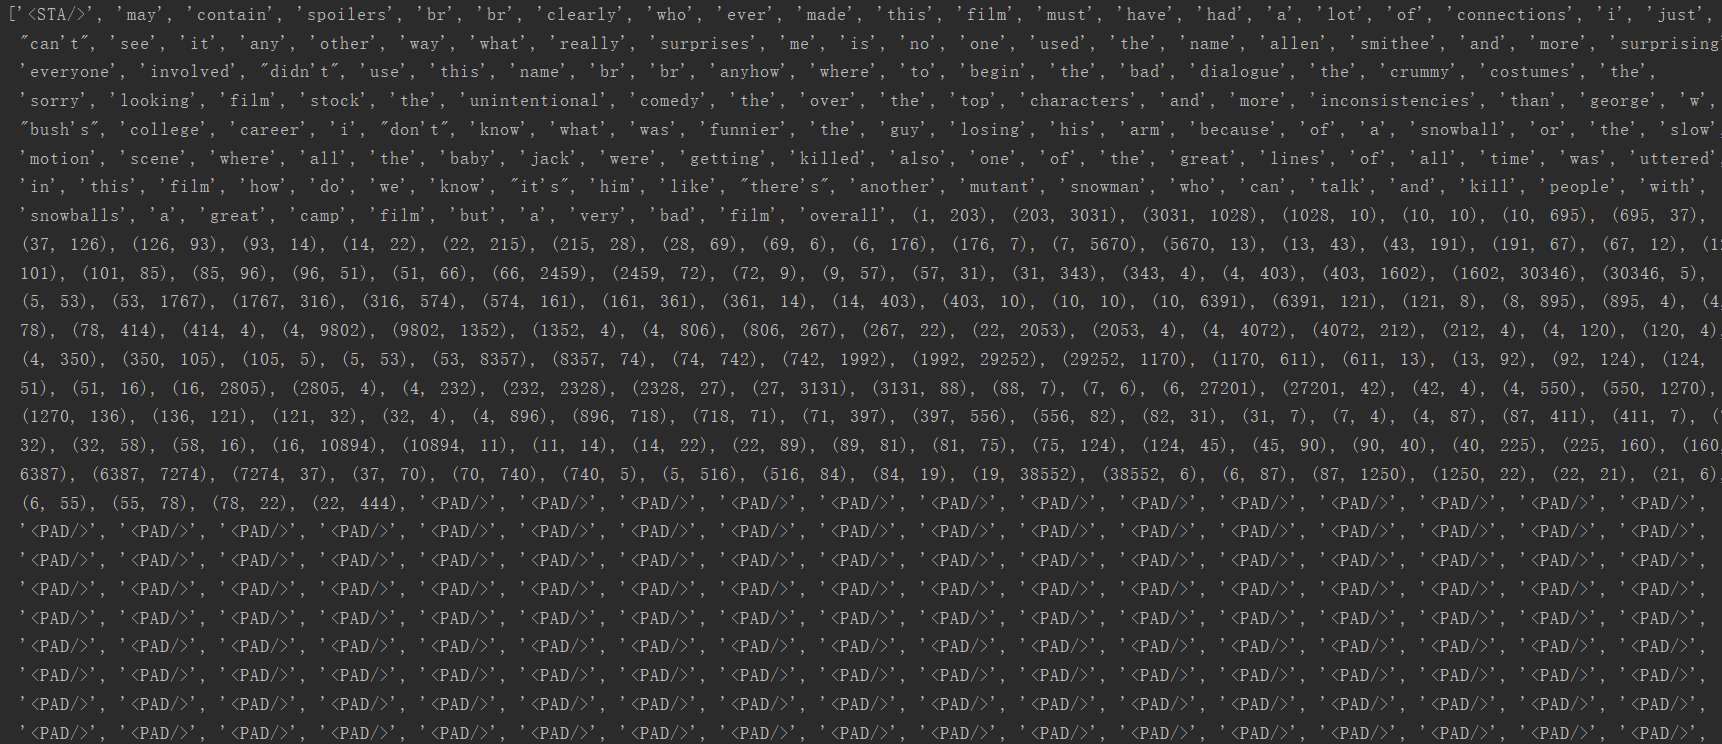 ['<STA/>', 'may', 'contain', 'spoilers', 'br', 'br', 'clearly', 'who', 'ever', 'made', 'this', 'film', 'must', 'have', 'had', 'a', 'lot', 'of', 'connections', 'i', 'just',
"can't", 'see', 'it', 'any', 'other', 'way', 'what', 'really', 'surprises', 'me', 'is', 'no', 'one', 'used', 'the', 'name', 'allen', 'smithee', 'and', 'more', 'surprising'
'everyone', 'involved', "didn't", 'use', 'this', 'name', 'br', 'br', 'anyhow', 'where', 'to', 'begin', 'the', 'bad', 'dialogue', 'the', 'crummy', 'costumes', 'the',
'sorry', 'looking', 'film', 'stock', 'the', 'unintentional', 'comedy', 'the', 'over', 'the', 'top', 'characters', 'and', 'more', 'inconsistencies', 'than', 'george', 'w',
"bush's", 'college', 'career', 'i', "don't", 'know', 'what', 'was', 'funnier', 'the', 'guy', 'losing', 'his', 'arm', 'because', 'of', 'a', 'snowball', 'or', 'the', 'slow',
'motion', 'scene', 'where', 'all', 'the', 'baby', 'jack', 'were', 'getting', 'killed', 'also', 'one', 'of', 'the', 'great', 'lines', 'of', 'all', 'time', 'was', 'uttered',
'in', 'this', 'film', 'how', 'do', 'we', 'know', "it's", 'him', 'like', "there's", 'another', 'mutant', 'snowman', 'who', 'can', 'talk', 'and', 'kill', 'people', 'with',
'snowballs', 'a', 'great', 'camp', 'film', 'but', 'a', 'very', 'bad', 'film', 'overall', (1, 203), (203, 3031), (3031, 1028), (1028, 10), (10, 10), (10, 695), (695, 37),
(37, 126), (126, 93), (93, 14), (14, 22), (22, 215), (215, 28), (28, 69), (69, 6), (6, 176), (176, 7), (7, 5670), (5670, 13), (13, 43), (43, 191), (191, 67), (67, 12), (12
101), (101, 85), (85, 96), (96, 51), (51, 66), (66, 2459), (2459, 72), (72, 9), (9, 57), (57, 31), (31, 343), (343, 4), (4, 403), (403, 1602), (1602, 30346), (30346, 5),
(5, 53), (53, 1767), (1767, 316), (316, 574), (574, 161), (161, 361), (361, 14), (14, 403), (403, 10), (10, 10), (10, 6391), (6391, 121), (121, 8), (8, 895), (895, 4), (4
78), (78, 414), (414, 4), (4, 9802), (9802, 1352), (1352, 4), (4, 806), (806, 267), (267, 22), (22, 2053), (2053, 4), (4, 4072), (4072, 212), (212, 4), (4, 120), (120, 4),
(4, 350), (350, 105), (105, 5), (5, 53), (53, 8357), (8357, 74), (74, 742), (742, 1992), (1992, 29252), (29252, 1170), (1170, 611), (611, 13), (13, 92), (92, 124), (124,
51), (51, 16), (16, 2805), (2805, 4), (4, 232), (232, 2328), (2328, 27), (27, 3131), (3131, 88), (88, 7), (7, 6), (6, 27201), (27201, 42), (42, 4), (4, 550), (550, 1270),
(1270, 136), (136, 121), (121, 32), (32, 4), (4, 896), (896, 718), (718, 71), (71, 397), (397, 556), (556, 82), (82, 31), (31, 7), (7, 4), (4, 87), (87, 411), (411, 7), (
32), (32, 58), (58, 16), (16, 10894), (10894, 11), (11, 14), (14, 22), (22, 89), (89, 81), (81, 75), (75, 124), (124, 45), (45, 90), (90, 40), (40, 225), (225, 160), (160,
6387), (6387, 7274), (7274, 37), (37, 70), (70, 740), (740, 5), (5, 516), (516, 84), (84, 19), (19, 38552), (38552, 6), (6, 87), (87, 1250), (1250, 22), (22, 21), (21, 6),
(6, 55), (55, 78), (78, 22), (22, 444), '<PAD/>', '<PAD/>', '<PAD/>', '<PAD/>', '<PAD/>', '<PAD/>', '<PAD/>', '<PAD/>', '<PAD/>', '<PAD/>', '<PAD/>', '<PAD/>', '<PAD/>',
'<PAD/>', '<PAD/>', '<PAD/>', '<PAD/>', '<PAD/>', '<PAD/>', '<PAD/>', '<PAD/>', '<PAD/>', '<PAD/>', '<PAD/>', '<PAD/>', '<PAD/>', '<PAD/>', '<PAD/>', '<PAD/>', '<PAD/>',
'<PAD/>', '<PAD/>', '<PAD/>', '<PAD/>', '<PAD/>', '<PAD/>', '<PAD/>', '<PAD/>', '<PAD/>', '<PAD/>', '<PAD/>', '<PAD/>', '<PAD/>', '<PAD/>', '<PAD/>', '<PAD/>', '<PAD/>',
'<PAD/>', '<PAD/>', '<PAD/>', '<PAD/>', '<PAD/>', '<PAD/>', '<PAD/>', '<PAD/>', '<PAD/>', '<PAD/>', '<PAD/>', '<PAD/>', '<PAD/>', '<PAD/>', '<PAD/>', '<PAD/>', '<PAD/>',
'<PAD/>', '<PAD/>', '<PAD/>', '<PAD/>', '<PAD/>', '<PAD/>', '<PAD/>', '<PAD/>', '<PAD/>', '<PAD/>', '<PAD/>', '<PAD/>', '<PAD/>', '<PAD/>', '<PAD/>', '<PAD/>', '<PAD/>',
'<PAD/>', '<PAD/>', '<PAD/>', '<PAD/>', '<PAD/>', '<PAD/>', '<PAD/>', '<PAD/>', '<PAD/>', '<PAD/>', '<PAD/>', '<PAD/>', '<PAD/>', '<PAD/>', '<PAD/>', '<PAD/>', '<PAD/>',
'<PAD/>', '<PAD/>', '<PAD/>', '<PAD/>', '<PAD/>', '<PAD/>', '<PAD/>', '<PAD/>', '<PAD/>', '<PAD/>', '<PAD/>', '<PAD/>', '<PAD/>', '<PAD/>', '<PAD/>', '<PAD/>', '<PAD/>',
'<PAD/>', '<PAD/>', '<PAD/>', '<PAD/>', '<PAD/>', '<PAD/>', '<PAD/>', '<PAD/>', '<PAD/>', '<PAD/>', '<PAD/>', '<PAD/>', '<PAD/>', '<PAD/>', '<PAD/>', '<PAD/>', '<PAD/>',
'<PAD/>', '<PAD/>', '<PAD/>', '<PAD/>', '<PAD/>', '<PAD/>', '<PAD/>', '<PAD/>', '<PAD/>', '<PAD/>', '<PAD/>', '<PAD/>', '<PAD/>', '<PAD/>', '<PAD/>', '<PAD/>', '<PAD/>',